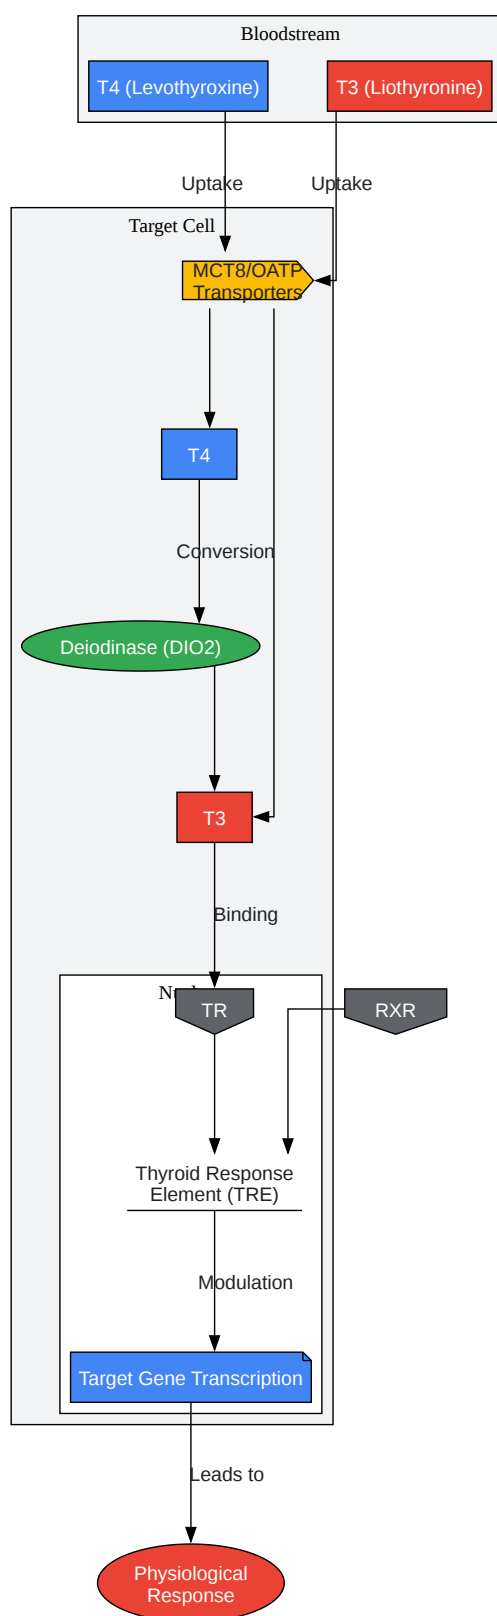 Bloodstream
T4 (Levothyroxine)
T3 (Liothyronine)
Uptake
Uptake
Target Cell
MCT8/OATP
Transporters
T4
Conversion
Deiodinase (DIO2)
T3
Binding
TR
RXR
Thyroid Response
Element (TRE)
Modulation
Target Gene Transcription
Leads to
Physiological
Response